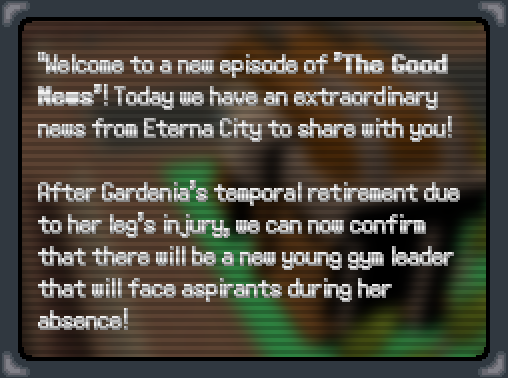 "Welcome to a new episode of "The Good
News"! Today we have an extraordinary
news from Eterna City to share with you!
After Gardenia's temporal retirement due
to her leg's injury, we can now confirm
that there will be a new young gym leader
that will face aspirants during her
absence!